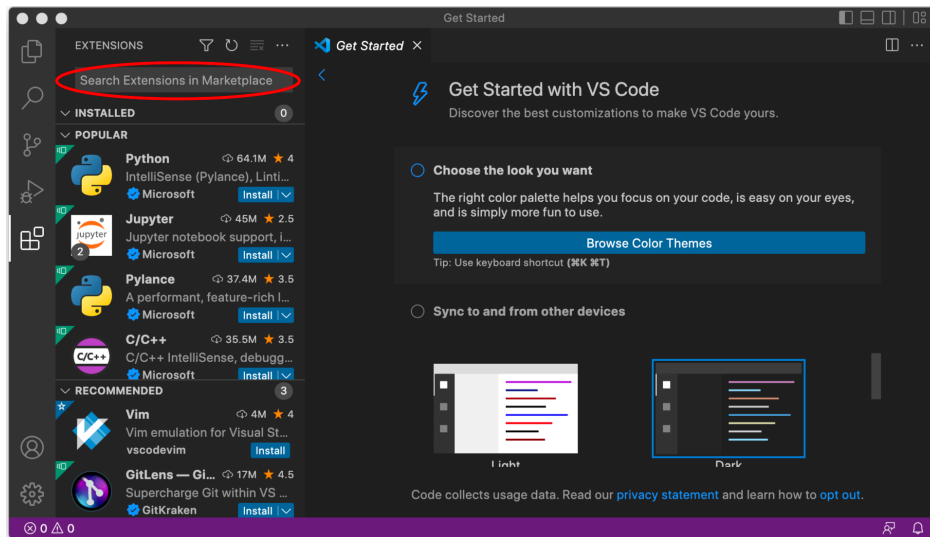 Get Started
EXTENSIONS
Search Extensions in Marketplace
INSTALLED 0
POPULAR
Python 64.1M ★ 4
IntelliSense (Pylance), Linti...
Microsoft Install
jupyter
2
Jupyter 45M ★ 2.5
Jupyter notebook support, i...
Microsoft Install
Pylance 37.4M ★ 3.5
A performant, feature-rich l...
Microsoft Install
C/C++
C/C++ 35.5M ★ 3.5
C/C++ IntelliSense, debugg...
Microsoft Install
RECOMMENDED 3
Vim 4M ★ 4
Vim emulation for Visual St...
vscodevim Install
GitLens — Gi... 17M ★ 4.5
Supercharge Git within VS ...
GitKraken Install
Get Started
Get Started with VS Code
Discover the best customizations to make VS Code yours.
Choose the look you want
The right color palette helps you focus on your code, is easy on your eyes,
and is simply more fun to use.
Browse Color Themes
Tip: Use keyboard shortcut (⌘K ⌘T)
Sync to and from other devices
Light Dark
Code collects usage data. Read our privacy statement and learn how to opt out.
0 0